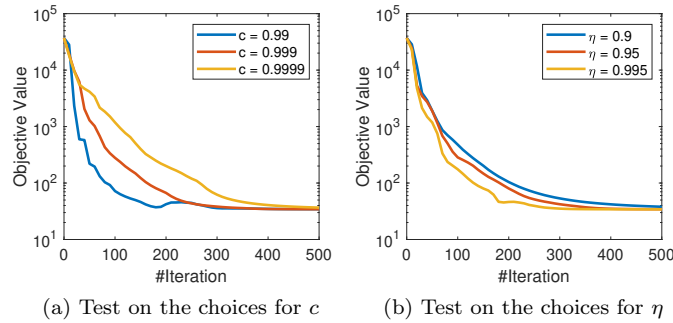 c = 0.99
c = 0.999
c = 0.9999
Objective Value
10^5
10^4
10^3
10^2
10^1
0 100 200 300 400 500
#Iteration
(a) Test on the choices for c
η = 0.9
η = 0.95
η = 0.995
Objective Value
10^5
10^4
10^3
10^2
10^1
0 100 200 300 400 500
#Iteration
(b) Test on the choices for η